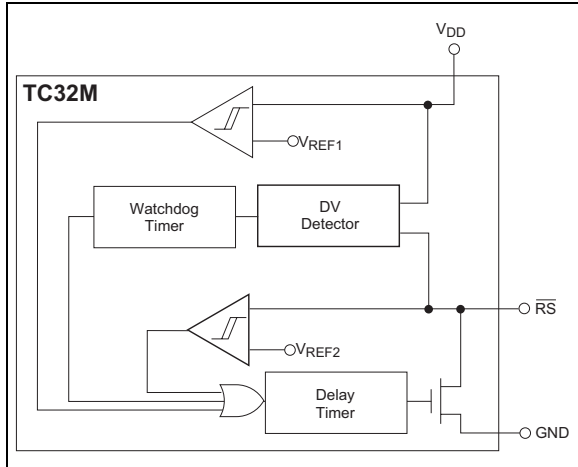 VDD
TC32M
VREF1
Watchdog
Timer
DV
Detector
RS
VREF2
Delay
Timer
GND